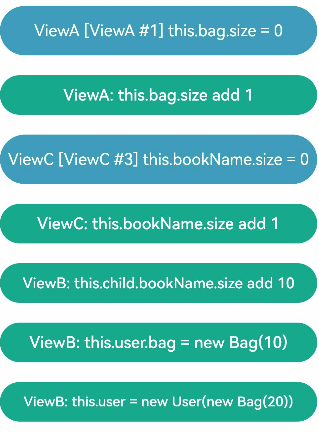 ViewA [ViewA #1] this.bag.size = 0
ViewA: this.bag.size add 1
ViewC [ViewC #3] this.bookName.size = 0
ViewC: this.bookName.size add 1
ViewB: this.child.bookName.size add 10
ViewB: this.user.bag = new Bag(10)
ViewB: this.user = new User(new Bag(20))